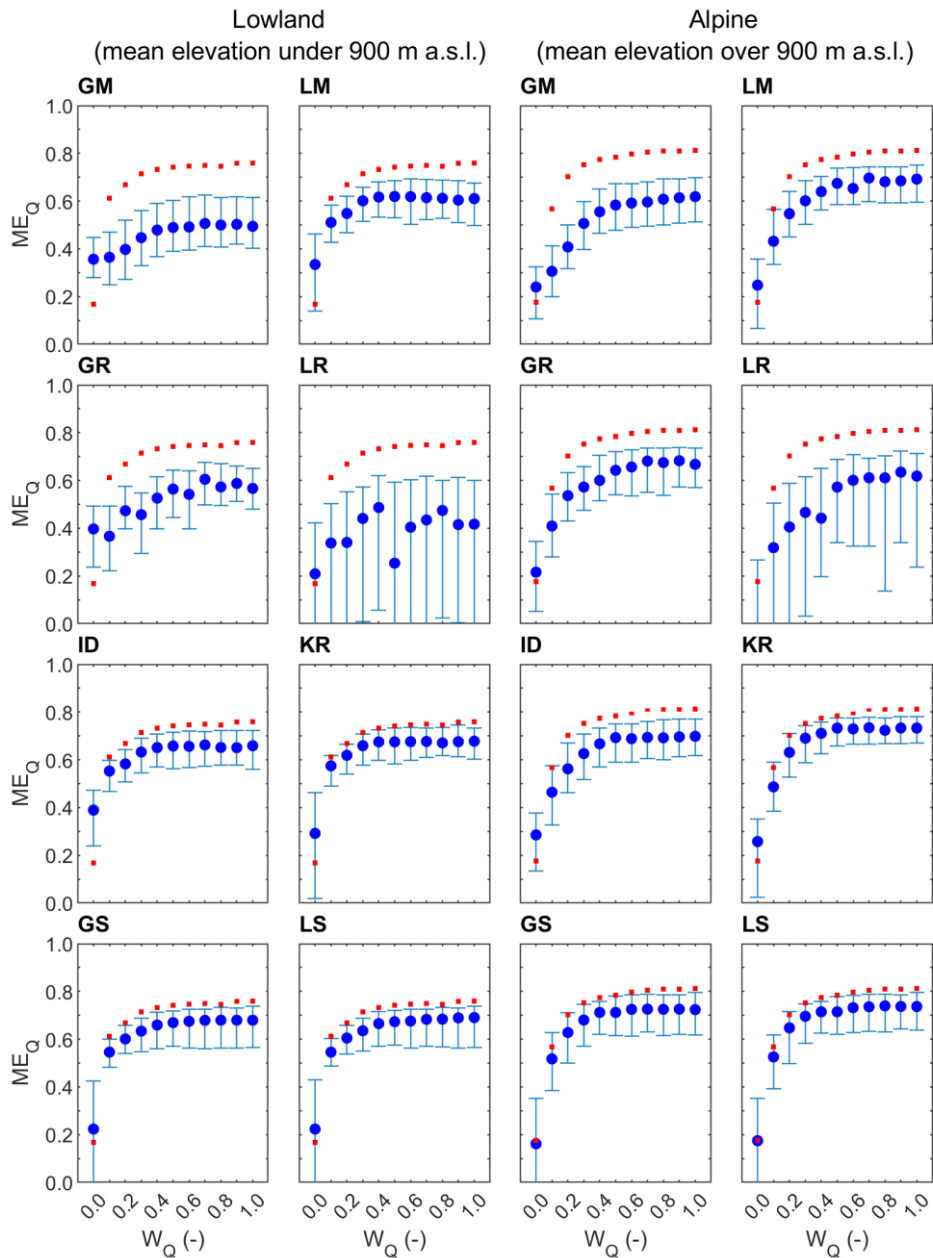 Lowland
(mean elevation under 900 m a.s.l.)
Alpine
(mean elevation over 900 m a.s.l.)
GM
LM
GM
LM
1.0
0.8
0.6
0.4
0.2
0.0
ME_Q
GR
LR
GR
LR
1.0
0.8
0.6
0.4
0.2
0.0
ME_Q
ID
KR
ID
KR
1.0
0.8
0.6
0.4
0.2
0.0
ME_Q
GS
LS
GS
LS
1.0
0.8
0.6
0.4
0.2
0.0
ME_Q
0.0 0.2 0.4 0.6 0.8 1.0
0.0 0.2 0.4 0.6 0.8 1.0
0.0 0.2 0.4 0.6 0.8 1.0
0.0 0.2 0.4 0.6 0.8 1.0
W_Q (-)
W_Q (-)
W_Q (-)
W_Q (-)